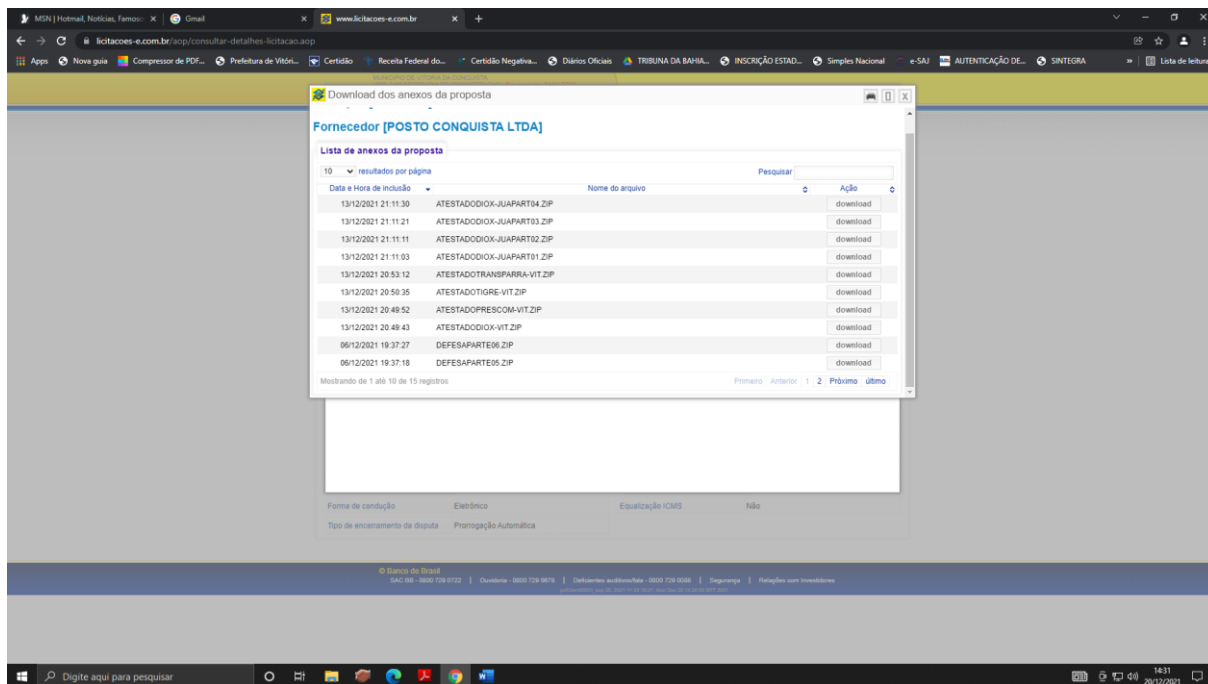 MSN | Hotmail, Notícias, Famoso
Gmail
www.licitacoes-e.com.br
licitacoes-e.com.br/aop/consultar-detalhes-licitacao.aop
Apps Nova guia Compressor de PDF... Prefeitura de Vitóri... Certidão Receita Federal do... Certidão Negativa... Diários Oficiais TRIBUNA DA BAHIA... INSCRIÇÃO ESTAD... Simples Nacional e-SAJ AUTENTICAÇÃO DE... SINTEGRA » Lista de leitura
MUNICIPIO DE VITORIA DA CONQUISTA
Download dos anexos da proposta
Fornecedor [POSTO CONQUISTA LTDA]
Lista de anexos da proposta
10 resultados por página Pesquisar
Data e Hora de inclusão Nome do arquivo Ação
13/12/2021 21:11:30 ATESTADODIOX-JUAPART04.ZIP download
13/12/2021 21:11:21 ATESTADODIOX-JUAPART03.ZIP download
13/12/2021 21:11:11 ATESTADODIOX-JUAPART02.ZIP download
13/12/2021 21:11:03 ATESTADODIOX-JUAPART01.ZIP download
13/12/2021 20:53:12 ATESTADOTRANSPARRA-VIT.ZIP download
13/12/2021 20:50:35 ATESTADOTIGRE-VIT.ZIP download
13/12/2021 20:49:52 ATESTADOPRESCOM-VIT.ZIP download
13/12/2021 20:49:43 ATESTADODIOX-VIT.ZIP download
06/12/2021 19:37:27 DEFESAPARTE06.ZIP download
06/12/2021 19:37:18 DEFESAPARTE05.ZIP download
Mostrando de 1 até 10 de 15 registros Primeiro Anterior 1 2 Próximo último
Forma de condução Eletrônico Equalização ICMS Não
Tipo de encerramento da disputa Prorrogação Automática
© Banco do Brasil
SAC BB - 0800 729 0722 | Ouvidoria - 0800 729 5678 | Deficientes auditivos/fala - 0800 729 0088 | Segurança | Relações com Investidores
Digite aqui para pesquisar
14:31
20/12/2021